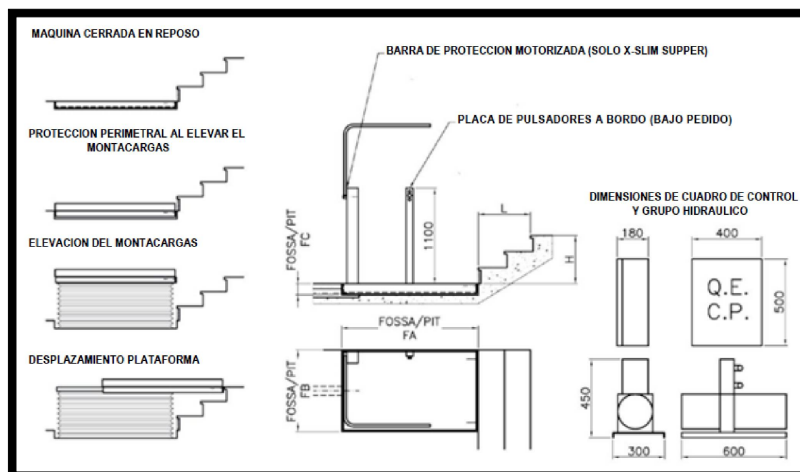 MAQUINA CERRADA EN REPOSO
PROTECCION PERIMETRAL AL ELEVAR EL
MONTACARGAS
ELEVACION DEL MONTACARGAS
DESPLAZAMIENTO PLATAFORMA
BARRA DE PROTECCION MOTORIZADA (SOLO X-SLIM SUPPER)
PLACA DE PULSADORES A BORDO (BAJO PEDIDO)
FOSSA/PIT
FC
1100
L
H
FOSSA/PIT
FA
FOSSA/PIT
FB
DIMENSIONES DE CUADRO DE CONTROL
Y GRUPO HIDRAULICO
180
400
Q.E.
C.P.
500
450
300
600